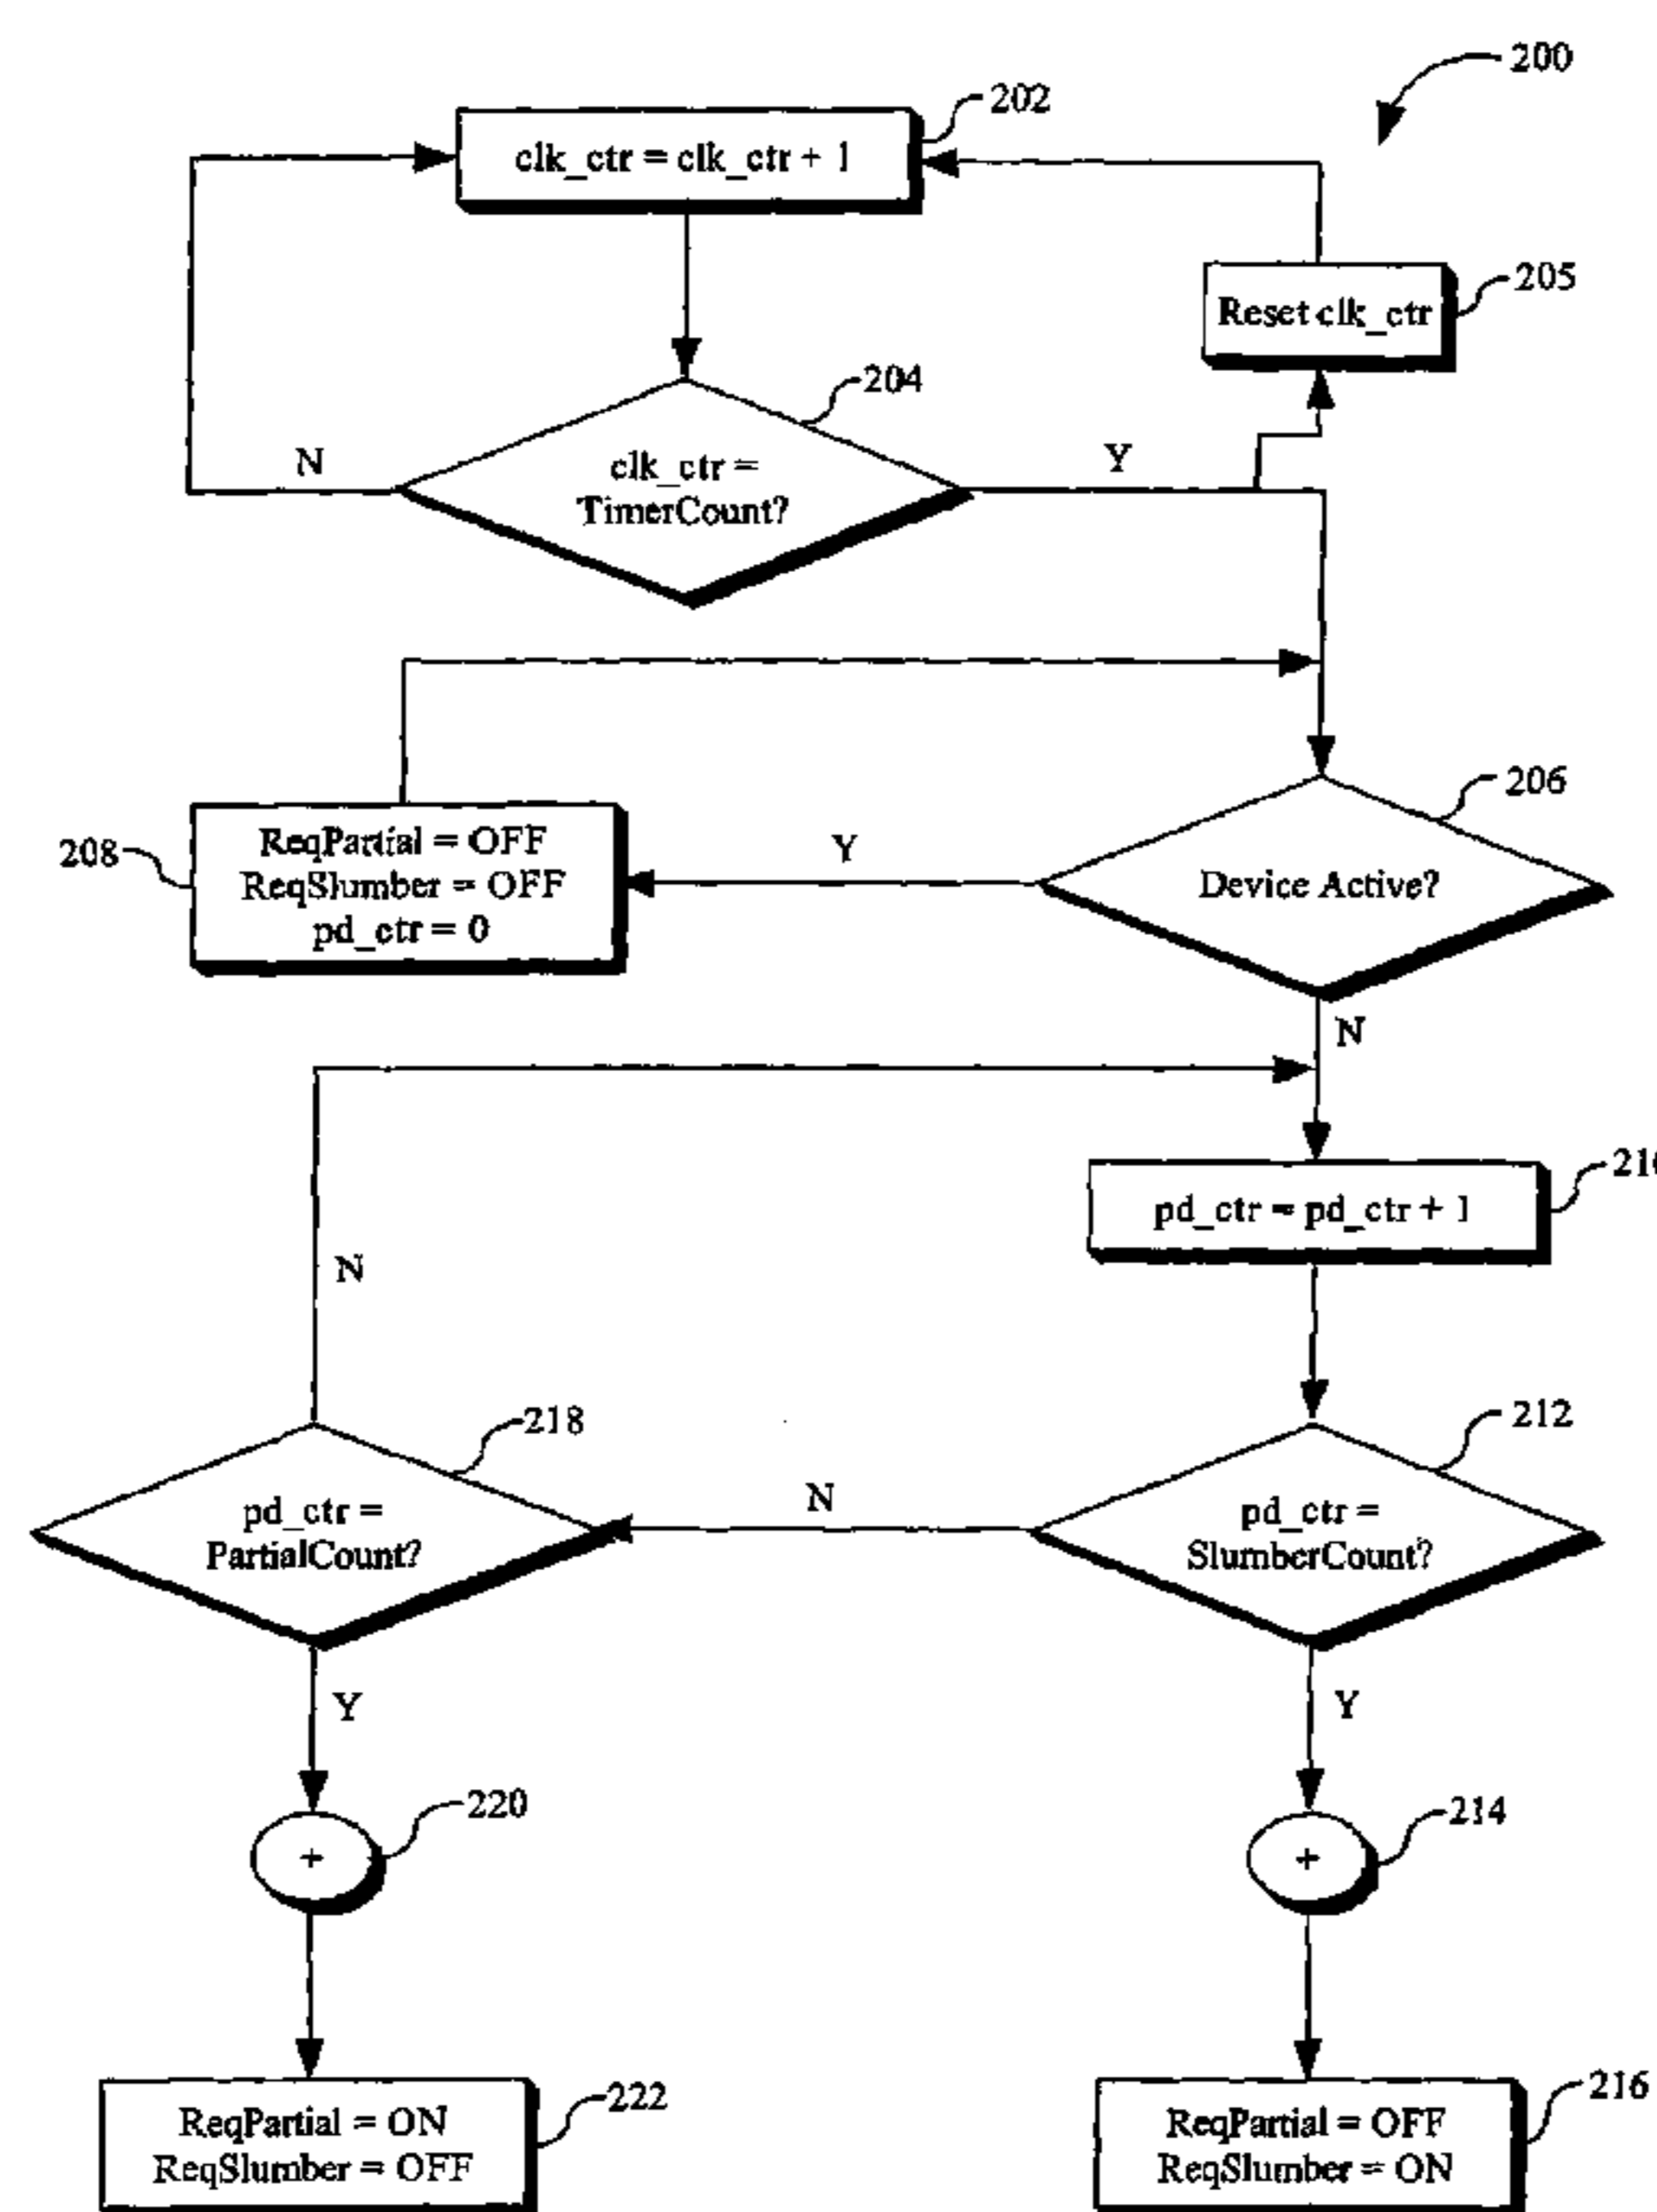 200
202
clk_ctr = clk_ctr + 1
205
Reset clk_ctr
204
clk_ctr =
TimerCount?
N
Y
206
Device Active?
Y
208
ReqPartial = OFF
ReqSlumber = OFF
pd_ctr = 0
N
pd_ctr = pd_ctr + 1
N
218
pd_ctr =
PartialCount?
N
212
pd_ctr =
SlumberCount?
Y
Y
220
+
214
+
222
ReqPartial = ON
ReqSlumber = OFF
216
ReqPartial = OFF
ReqSlumber = ON